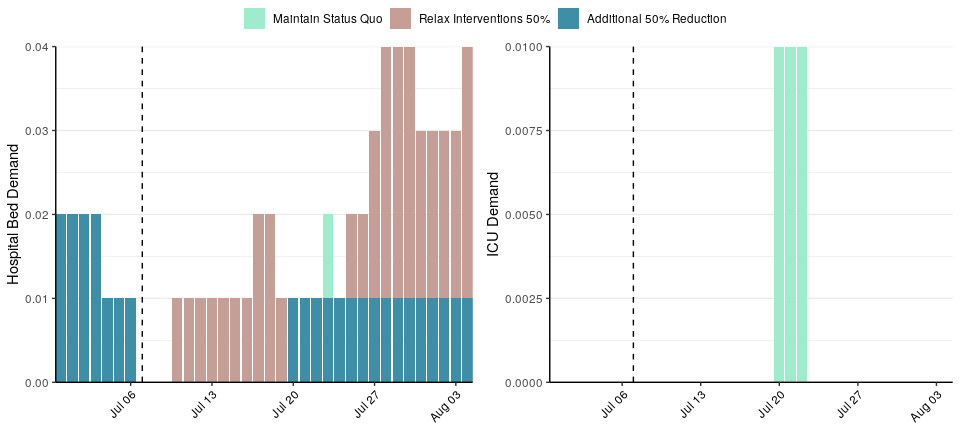 Maintain Status Quo Relax Interventions 50% Additional 50% Reduction
Hospital Bed Demand
0.04
0.03
0.02
0.01
0.00
Jul 06 Jul 13 Jul 20 Jul 27 Aug 03
ICU Demand
0.0100
0.0075
0.0050
0.0025
0.0000
Jul 06 Jul 13 Jul 20 Jul 27 Aug 03